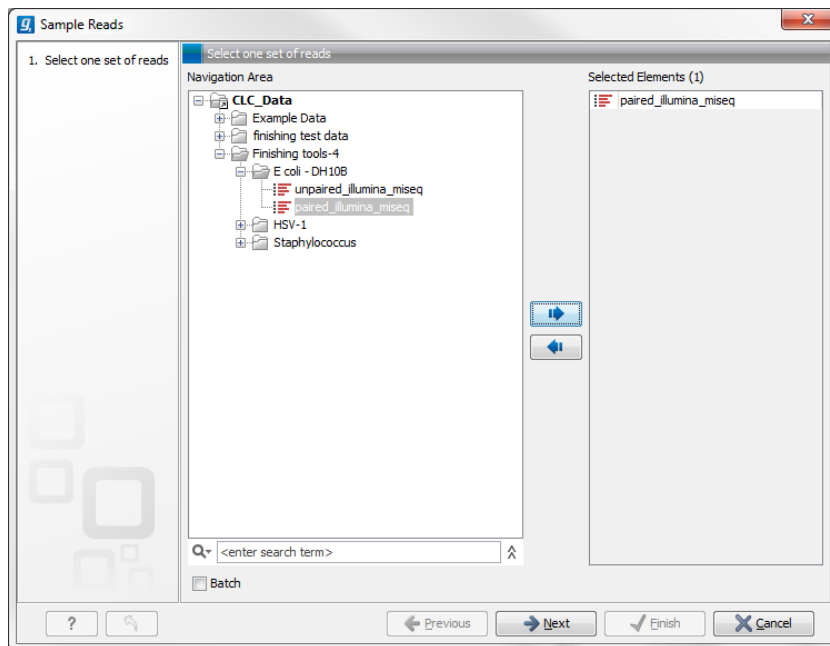 Sample Reads
1. Select one set of reads
Select one set of reads
Navigation Area
CLC_Data
Example Data
finishing test data
Finishing tools-4
E coli - DH10B
unpaired_illumina_miseq
paired_illumina_miseq
HSV-1
Staphylococcus
<enter search term>
Batch
Selected Elements (1)
paired_illumina_miseq
? Previous Next Finish Cancel